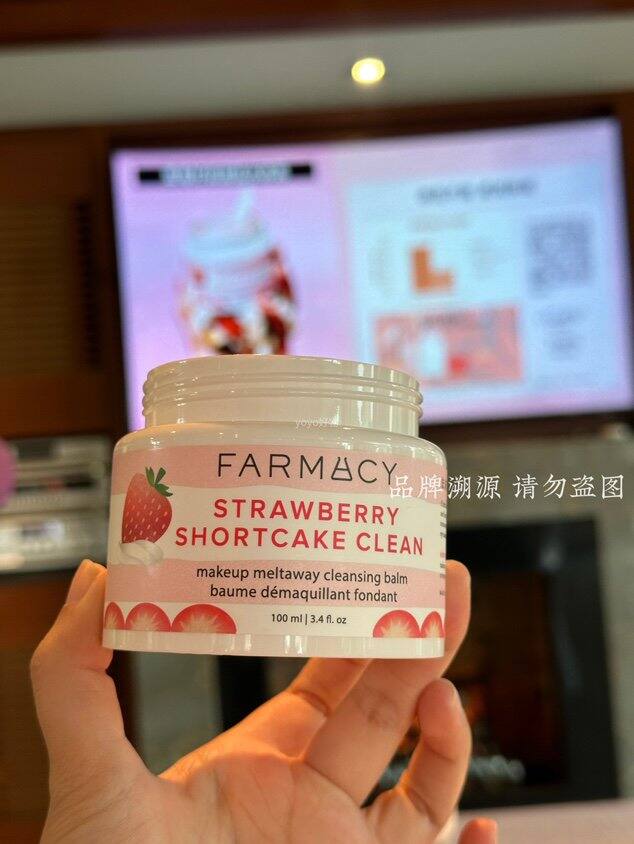 yoyo
FARMACY
品牌溯源 请勿盗图
STRAWBERRY
SHORTCAKE CLEAN
makeup meltaway cleansing balm
baume démaquillant fondant
100 ml | 3.4 fl. oz